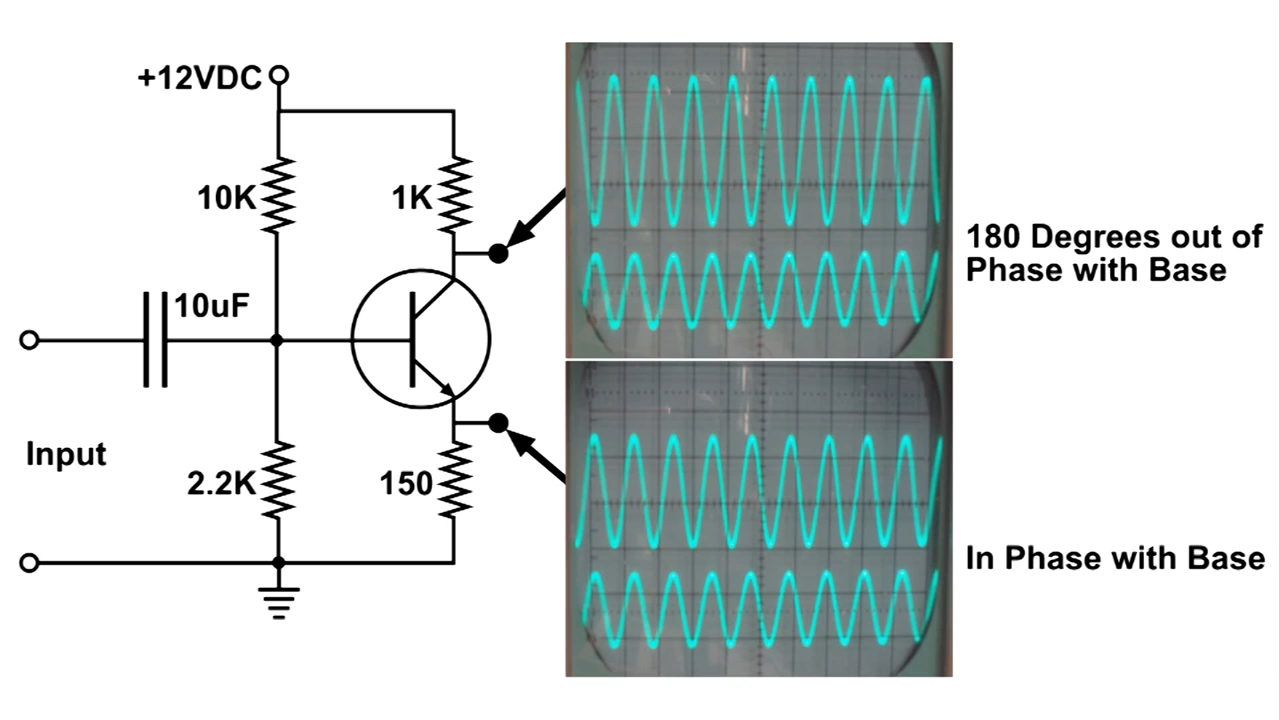 +12VDC
10K
1K
10uF
180 Degrees out of
Phase with Base
Input
2.2K
150
In Phase with Base